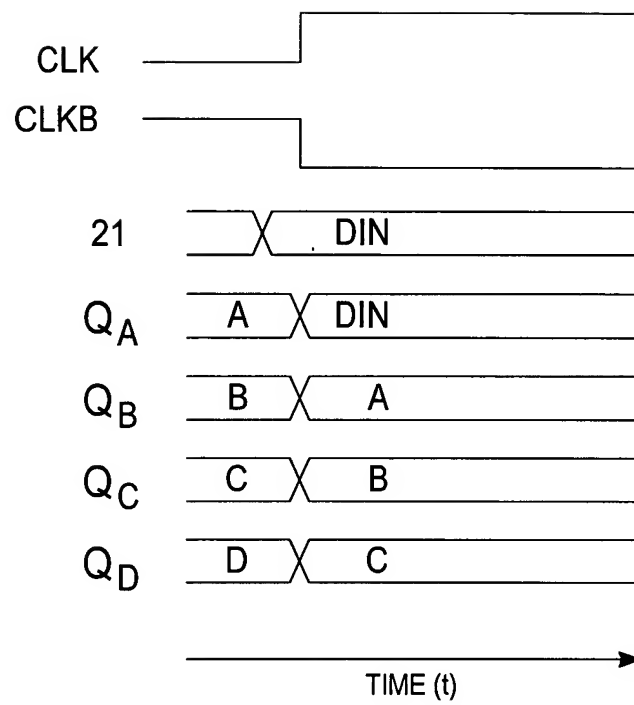 CLK
CLKB
21 DIN
QA A DIN
QB B A
QC C B
QD D C
TIME (t)